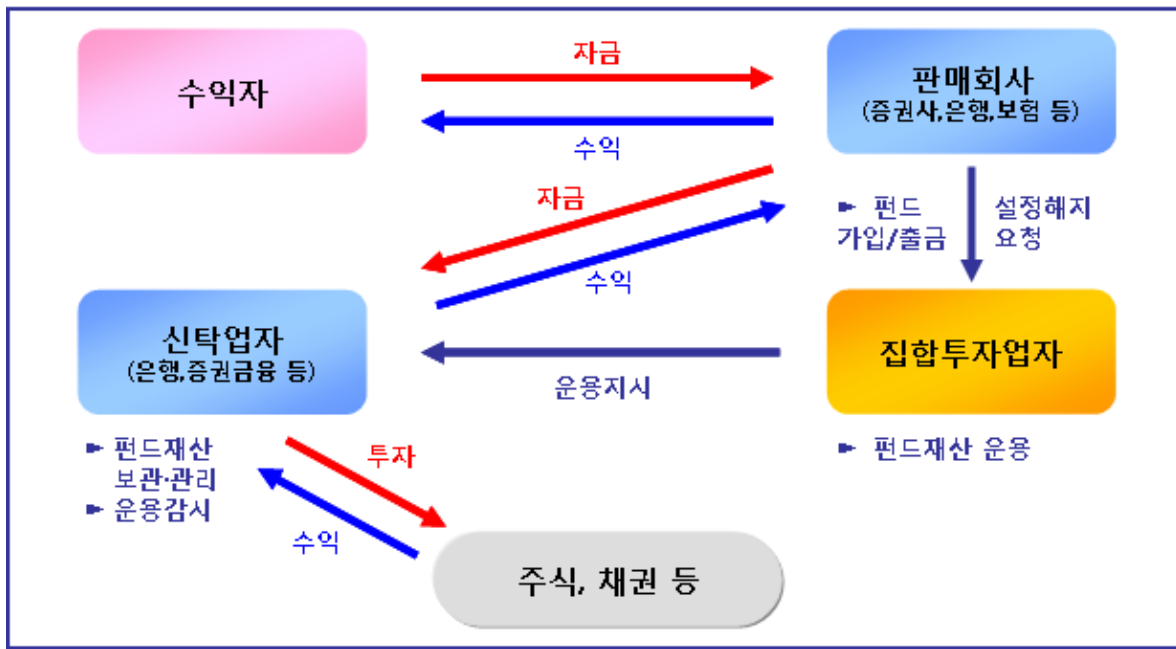 수익자
자금
수익
판매회사
(증권사,은행,보험 등)
자금
수익
► 펀드
가입/출금
설정해지
요청
신탁업자
(은행,증권금융 등)
운용지시
집합투자업자
► 펀드재산
보관·관리
► 운용감시
투자
수익
► 펀드재산 운용
주식, 채권 등